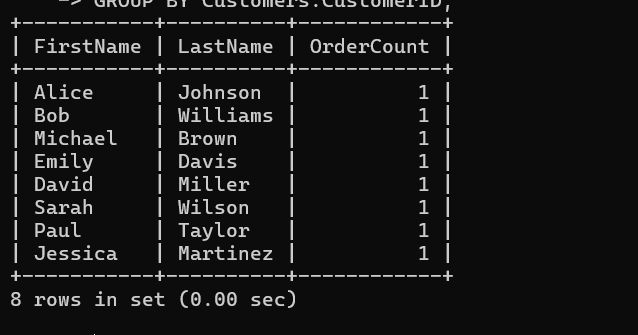 -> GROUP BY Customers.CustomerID;
+-----------+----------+------------+
| FirstName | LastName | OrderCount |
+-----------+----------+------------+
| Alice     | Johnson  |          1 |
| Bob       | Williams |          1 |
| Michael   | Brown    |          1 |
| Emily     | Davis    |          1 |
| David     | Miller   |          1 |
| Sarah     | Wilson   |          1 |
| Paul      | Taylor   |          1 |
| Jessica   | Martinez |          1 |
+-----------+----------+------------+
8 rows in set (0.00 sec)